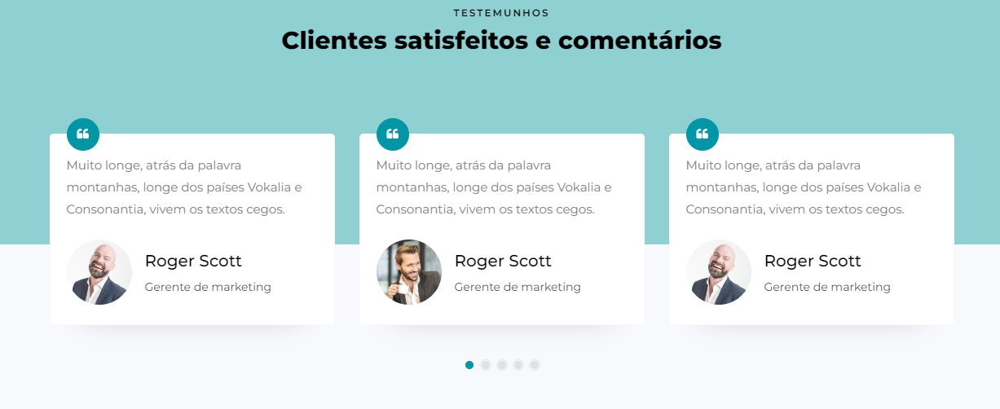 TESTEMUNHOS
Clientes satisfeitos e comentários
Muito longe, atrás da palavra
montanhas, longe dos países Vokalia e
Consonantia, vivem os textos cegos.
Roger Scott
Gerente de marketing
Muito longe, atrás da palavra
montanhas, longe dos países Vokalia e
Consonantia, vivem os textos cegos.
Roger Scott
Gerente de marketing
Muito longe, atrás da palavra
montanhas, longe dos países Vokalia e
Consonantia, vivem os textos cegos.
Roger Scott
Gerente de marketing